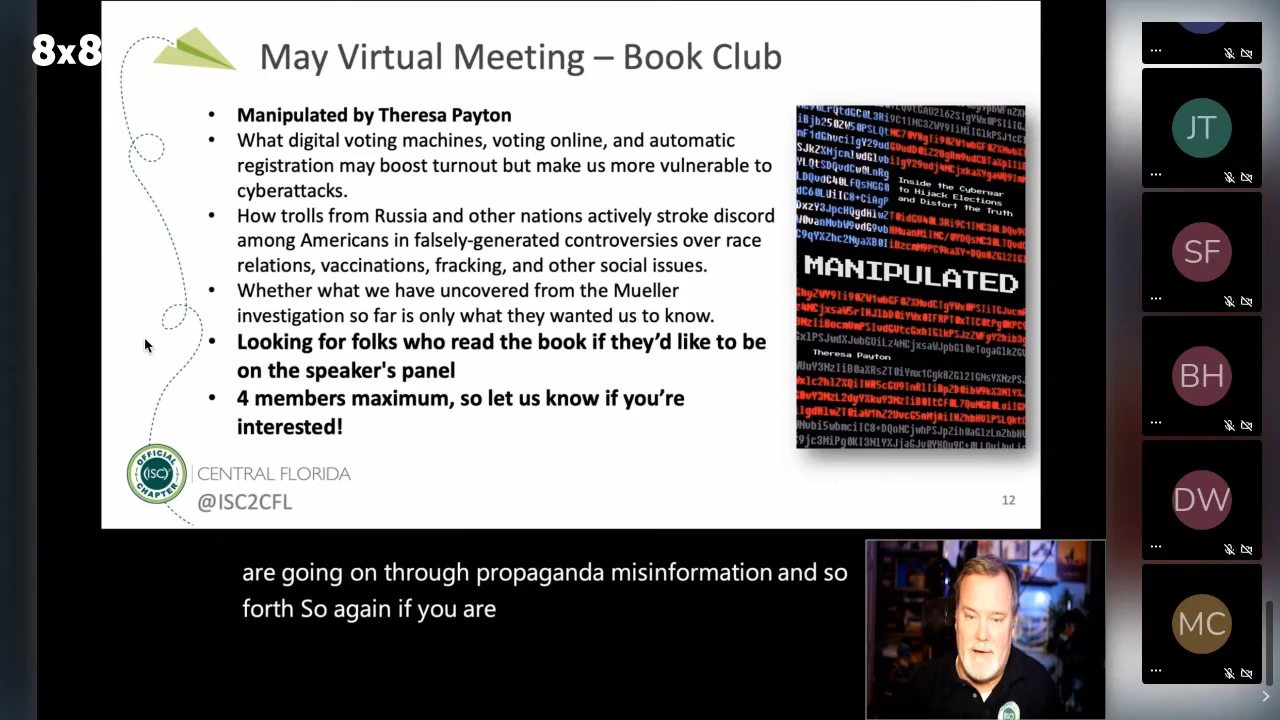 8x8
May Virtual Meeting – Book Club
• Manipulated by Theresa Payton
• What digital voting machines, voting online, and automatic
registration may boost turnout but make us more vulnerable to
cyberattacks.
• How trolls from Russia and other nations actively stroke discord
among Americans in falsely-generated controversies over race
relations, vaccinations, fracking, and other social issues.
• Whether what we have uncovered from the Mueller
investigation so far is only what they wanted us to know.
• Looking for folks who read the book if they'd like to be
on the speaker's panel
• 4 members maximum, so let us know if you're
interested!
Inside the Cyberwar
to Hijack Elections
and Distort the Truth
MANIPULATED
Theresa Payton
OFFICIAL
(ISC)²
CHAPTER
CENTRAL FLORIDA
@ISC2CFL
12
are going on through propaganda misinformation and so
forth So again if you are
JT
SF
BH
DW
MC